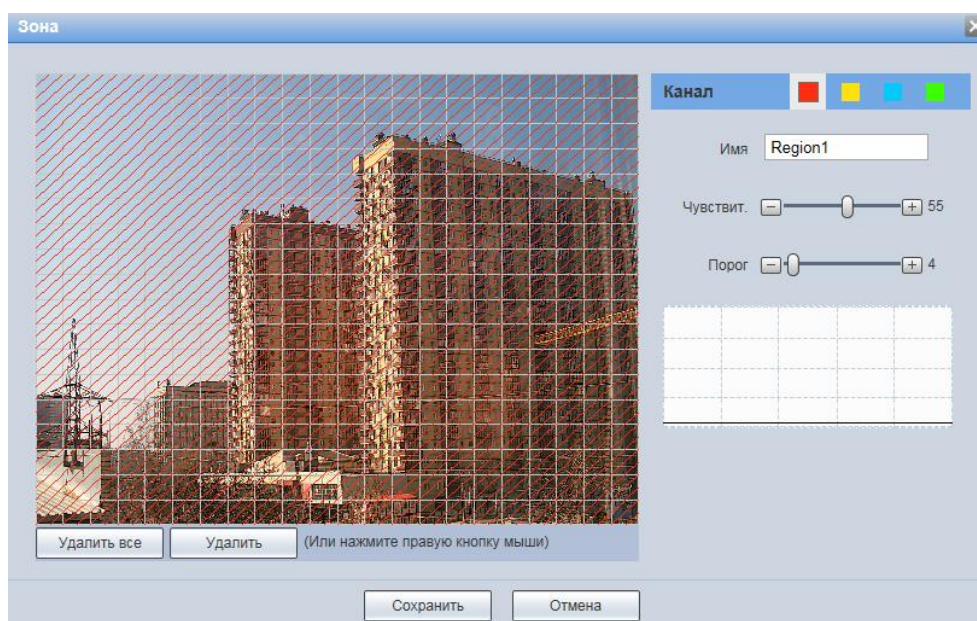 Зона
Канал
Имя Region1
Чувствит. 55
Порог 4
Удалить все Удалить (Или нажмите правую кнопку мыши)
Сохранить Отмена